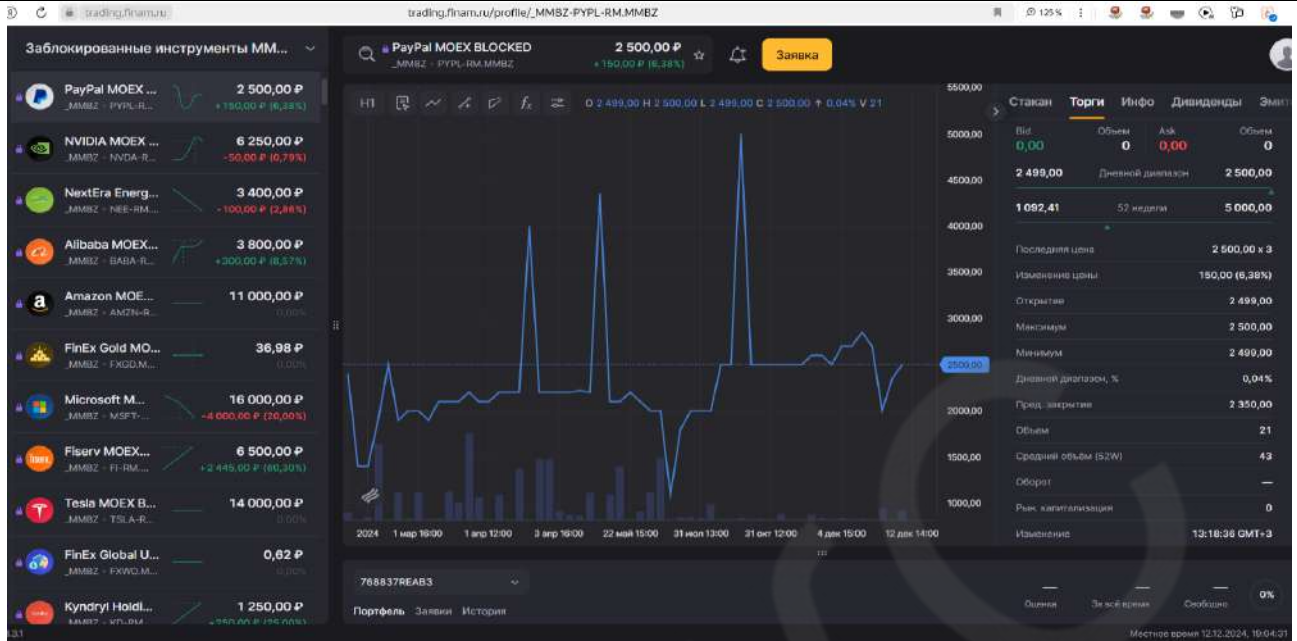 trading.finam.ru
trading.finam.ru/profile/_MMBZ-PYPL-RM.MMBZ
125 %
Заблокированные инструменты ММ...
PayPal MOEX BLOCKED
_MMBZ - PYPL-RM.MMBZ
2 500,00 ₽
+150,00 ₽ (6,38%)
Заявка
PayPal MOEX ...
_MMBZ - PYPL-R...
2 500,00 ₽
+150,00 ₽ (6,38%)
NVIDIA MOEX ...
_MMBZ - NVDA-R...
6 250,00 ₽
-50,00 ₽ (0,79%)
NextEra Energ...
_MMBZ - NEE-RM....
3 400,00 ₽
-100,00 ₽ (2,86%)
Alibaba MOEX...
_MMBZ - BABA-R...
3 800,00 ₽
+300,00 ₽ (8,57%)
Amazon MOE...
_MMBZ - AMZN-R...
11 000,00 ₽
0,00%
FinEx Gold MO...
_MMBZ - FXGD.M...
36,98 ₽
0,00%
Microsoft M...
_MMBZ - MSFT-...
16 000,00 ₽
-4 000,00 ₽ (20,00%)
Fiserv MOEX...
_MMBZ - FI-RM....
6 500,00 ₽
+2 445,00 ₽ (60,30%)
Tesla MOEX B...
_MMBZ - TSLA-R...
14 000,00 ₽
0,00%
FinEx Global U...
_MMBZ - FXWO.M...
0,62 ₽
0,00%
Kyndryl Holdi...
_MMBZ - KD-RM
1 250,00 ₽
+250,00 ₽ (25,00%)
H1
O 2 499,00 H 2 500,00 L 2 499,00 C 2 500,00 ↑ 0,04% V 21
5500,00
5000,00
4500,00
4000,00
3500,00
3000,00
2500,00
2000,00
1500,00
1000,00
2024 1 мар 16:00 1 апр 12:00 3 апр 16:00 22 май 15:00 31 июл 13:00 31 окт 12:00 4 дек 15:00 12 дек 14:00
Стакан Торги Инфо Дивиденды Эмит
Bid Объем Ask Объем
0,00 0 0,00 0
2 499,00 Дневной диапазон 2 500,00
1 092,41 52 недели 5 000,00
Последняя цена 2 500,00 x 3
Изменение цены 150,00 (6,38%)
Открытие 2 499,00
Максимум 2 500,00
Минимум 2 499,00
Дневной диапазон, % 0,04%
Пред. закрытие 2 350,00
Объем 21
Средний объём (52W) 43
Оборот —
Рын. капитализация 0
Изменение 13:18:36 GMT+3
768837REAB3
Портфель Заявки История
Оценка За всё время Свободно 0%
4.3.1
Местное время 12.12.2024, 19:04:31